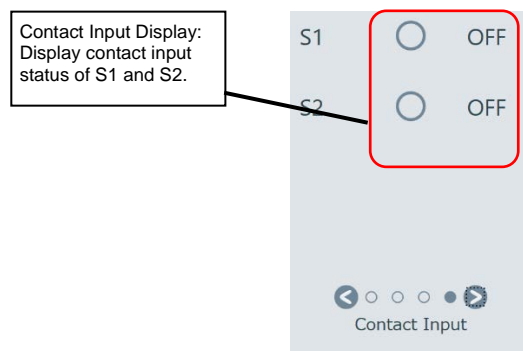 Contact Input Display:
Display contact input
status of S1 and S2.
S1 OFF
S2 OFF
Contact Input